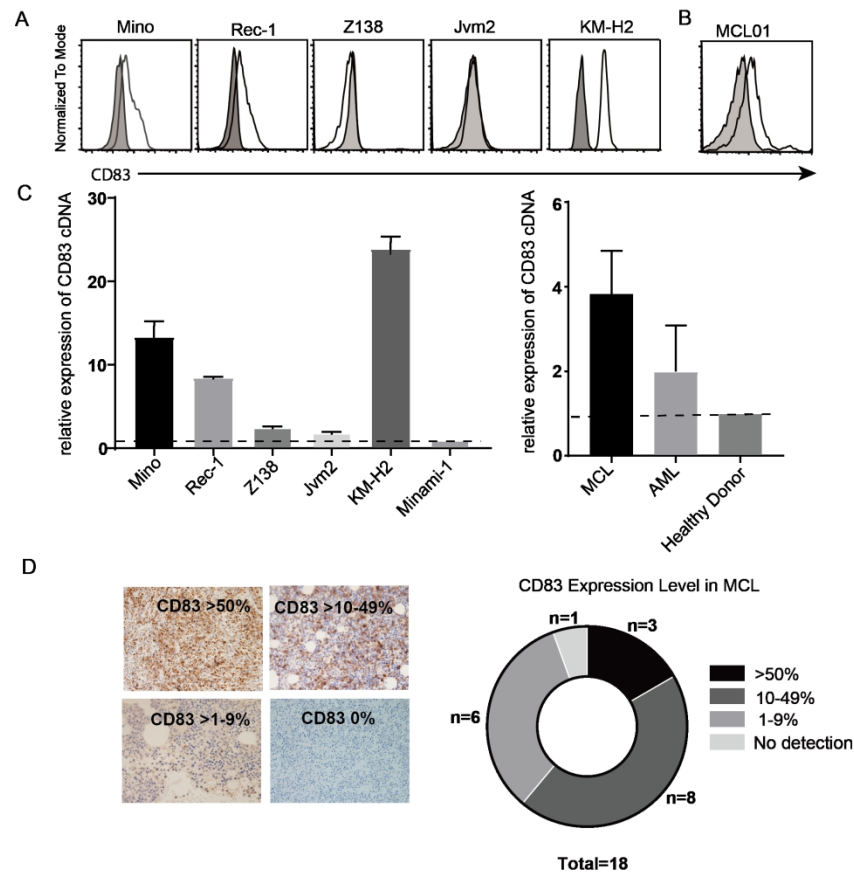 A
B
Mino
Rec-1
Z138
Jvm2
KM-H2
MCL01
Normalized To Mode
CD83
C
relative expression of CD83 cDNA
30
20
10
0
Mino
Rec-1
Z138
Jvm2
KM-H2
Minami-1
relative expression of CD83 cDNA
6
4
2
0
MCL
AML
Healthy Donor
D
CD83 >50%
CD83 >10-49%
CD83 >1-9%
CD83 0%
CD83 Expression Level in MCL
n=1
n=3
n=6
n=8
>50%
10-49%
1-9%
No detection
Total=18